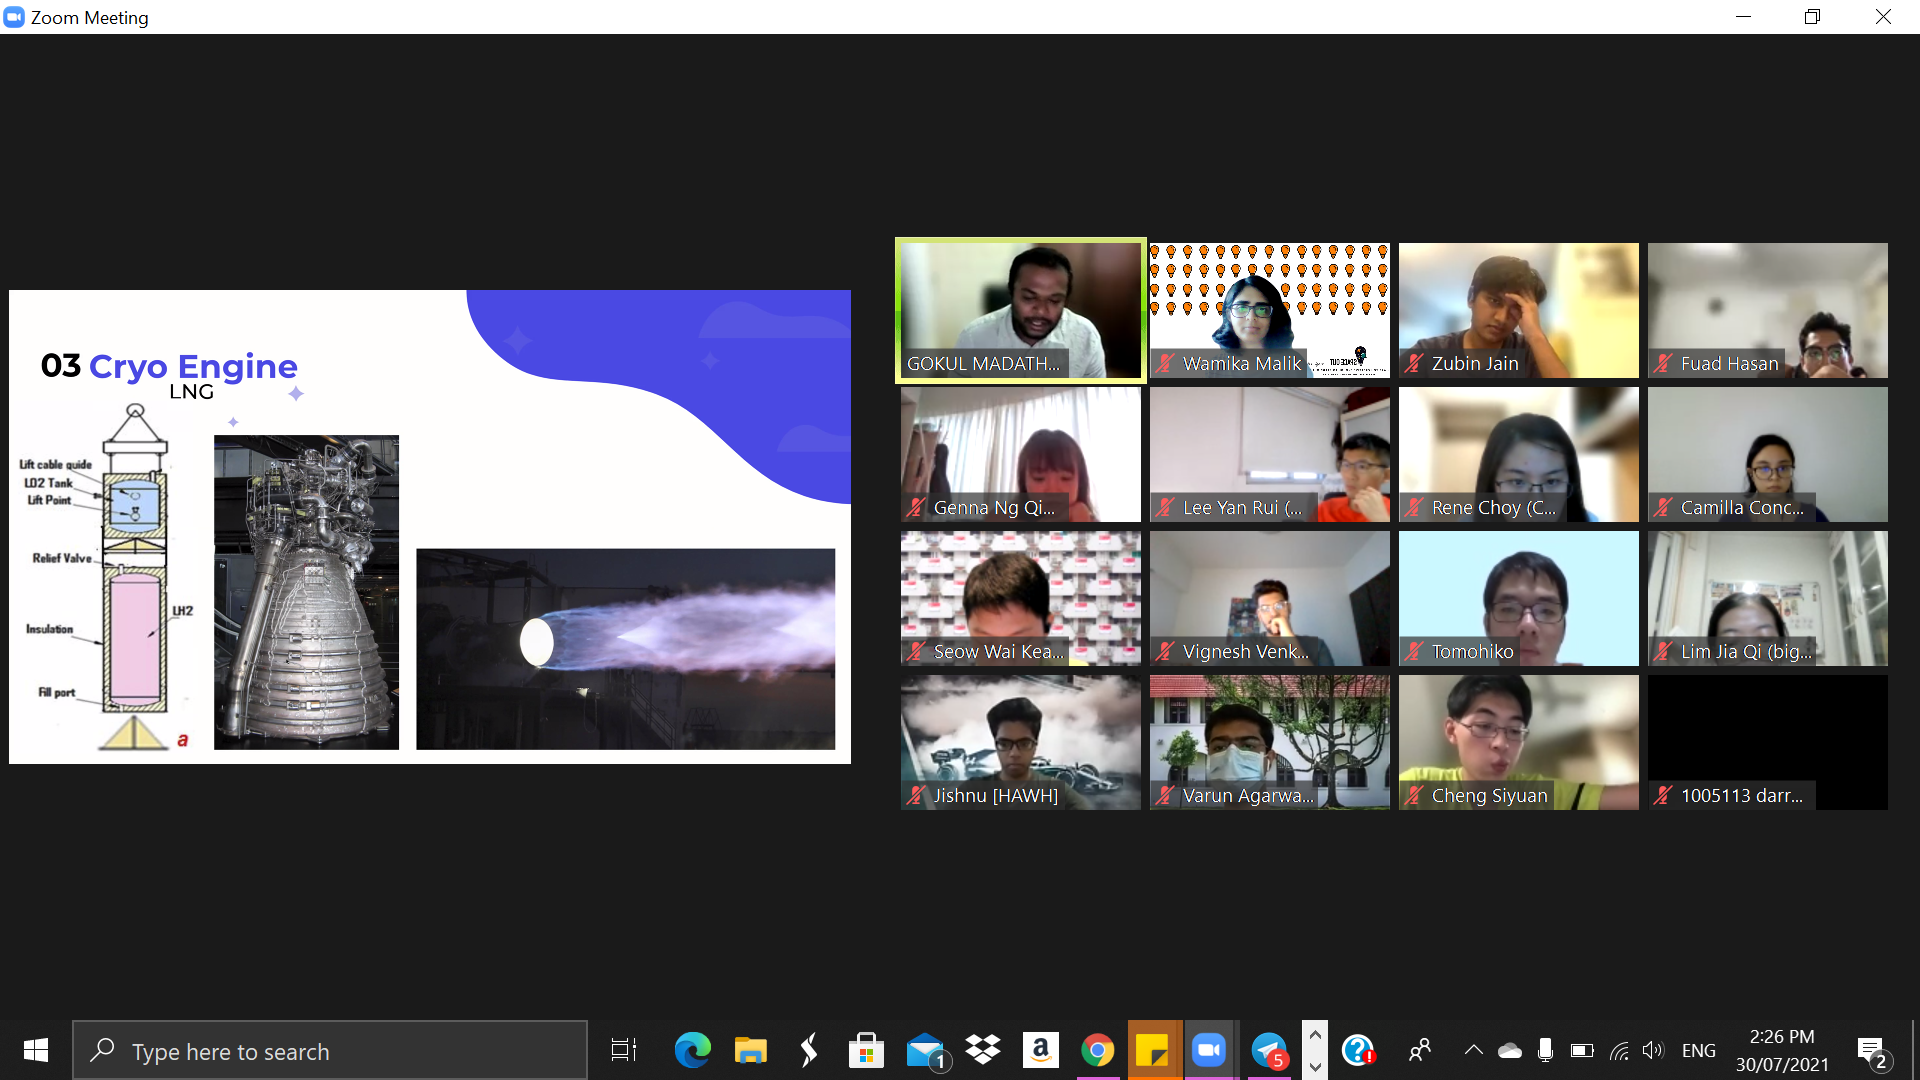 Zoom Meeting
03 Cryo Engine
LNG
Lift cable guide
LO2 Tank
Lift Point
Relief Valve
LH2
Insulation
Fill port
a
GOKUL MADATH...
Wamika Malik
Zubin Jain
Fuad Hasan
Genna Ng Qi...
Lee Yan Rui (...
Rene Choy (C...
Camilla Conc...
Seow Wai Kea...
Vignesh Venk...
Tomohiko
Lim Jia Qi (big...
Jishnu [HAWH]
Varun Agarwa...
Cheng Siyuan
1005113 darr...
Type here to search
1
a
5
ENG
2:26 PM
30/07/2021
2